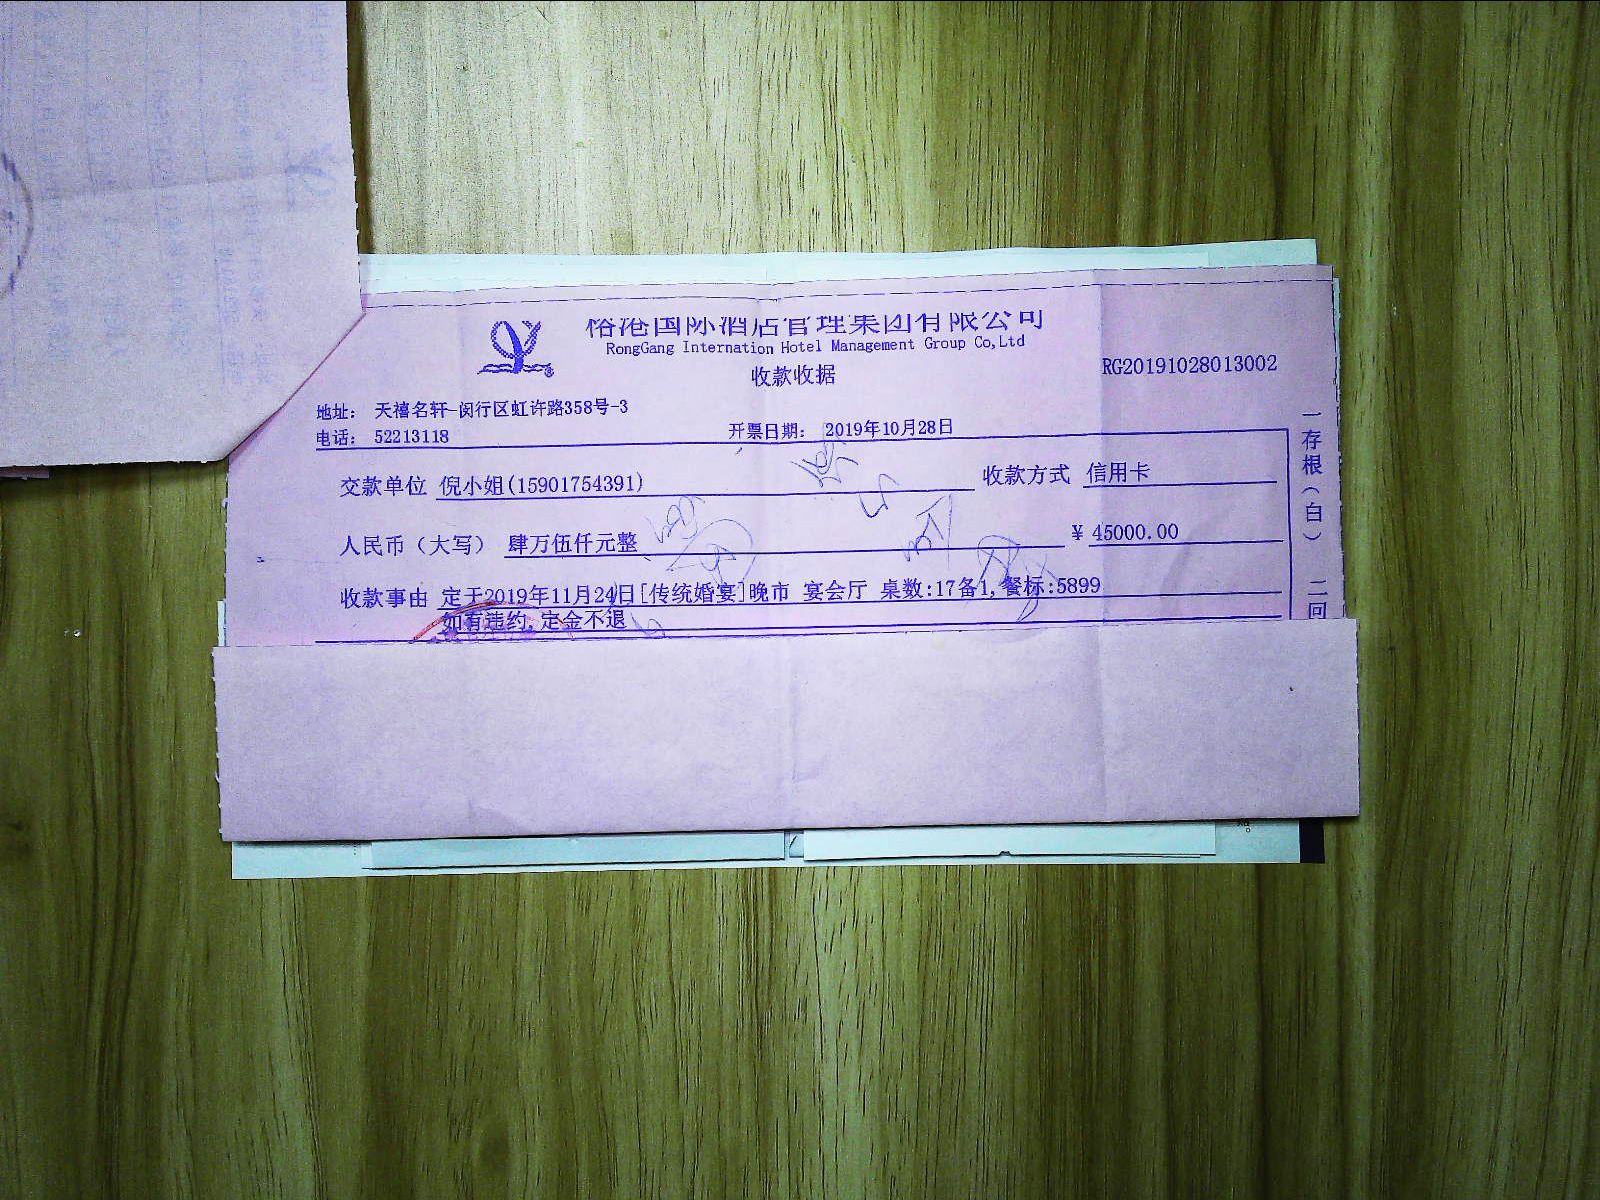 俗港国际酒店管理集团有限公司
RongGang Internation Hotel Management Group Co,Ltd
收款收据
RG20191028013002
地址： 天禧名轩-闵行区虹许路358号-3
电话： 52213118
开票日期： 2019年10月28日
交款单位 倪小姐(15901754391) 收款方式 信用卡
人民币（大写） 肆万伍仟元整 ¥ 45000.00
收款事由 定于2019年11月24日[传统婚宴]晚市 宴会厅 桌数:17备1,餐标:5899
如有违约,定金不退
一存根（白） 二回